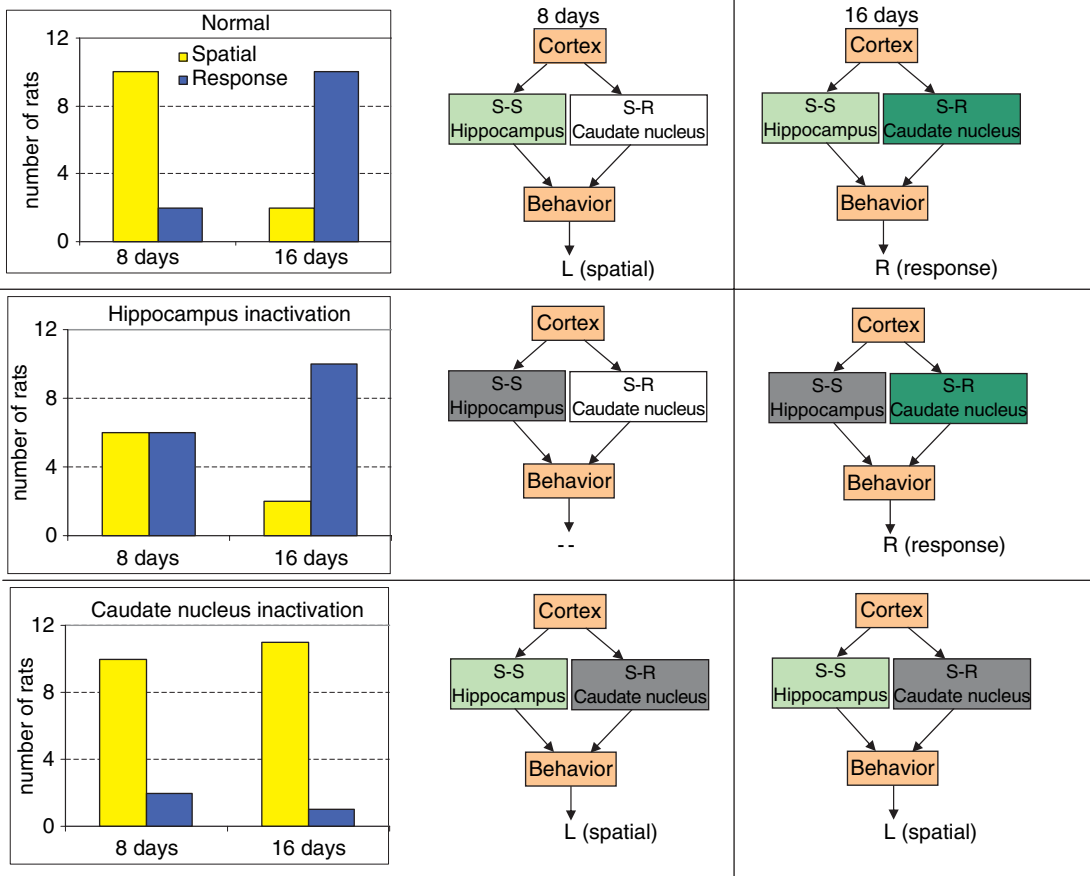 Normal
12
8
4
0
number of rats
Spatial
Response
8 days
16 days
8 days
Cortex
S-S
Hippocampus
S-R
Caudate nucleus
Behavior
L (spatial)
16 days
Cortex
S-S
Hippocampus
S-R
Caudate nucleus
Behavior
R (response)
Hippocampus inactivation
12
8
4
0
number of rats
8 days
16 days
Cortex
S-S
Hippocampus
S-R
Caudate nucleus
Behavior
--
Cortex
S-S
Hippocampus
S-R
Caudate nucleus
Behavior
R (response)
Caudate nucleus inactivation
12
8
4
0
number of rats
8 days
16 days
Cortex
S-S
Hippocampus
S-R
Caudate nucleus
Behavior
L (spatial)
Cortex
S-S
Hippocampus
S-R
Caudate nucleus
Behavior
L (spatial)